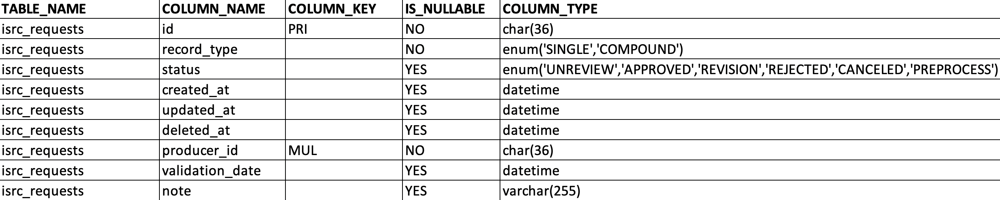 TABLE_NAME COLUMN_NAME COLUMN_KEY IS_NULLABLE COLUMN_TYPE
isrc_requests id PRI NO char(36)
isrc_requests record_type NO enum('SINGLE','COMPOUND')
isrc_requests status YES enum('UNREVIEW','APPROVED','REVISION','REJECTED','CANCELED','PREPROCESS')
isrc_requests created_at YES datetime
isrc_requests updated_at YES datetime
isrc_requests deleted_at YES datetime
isrc_requests producer_id MUL NO char(36)
isrc_requests validation_date YES datetime
isrc_requests note YES varchar(255)